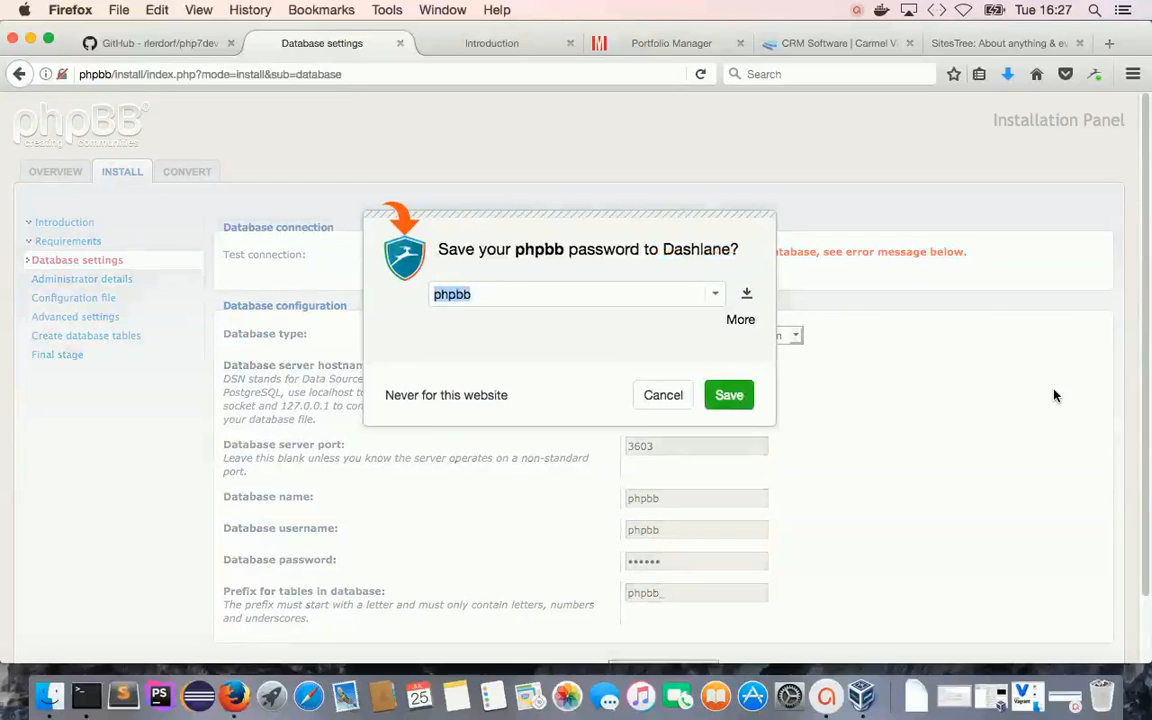 Firefox File Edit View History Bookmarks Tools Window Help Tue 16:27
GitHub - rlerdorf/php7dev
Database settings
Introduction
Portfolio Manager
CRM Software | Carmel V
SitesTree: About anything & e
phpbb/install/index.php?mode=install&sub=database
Search
phpBB
creating communities
Installation Panel
OVERVIEW INSTALL CONVERT
Introduction
Requirements
Database settings
Administrator details
Configuration file
Advanced settings
Create database tables
Final stage
Database connection
Test connection:
atabase, see error message below.
Save your phpbb password to Dashlane?
phpbb
More
Never for this website
Cancel
Save
Database configuration
Database type:
n
Database server hostnam
DSN stands for Data Source
PostgreSQL, use localhost t
socket and 127.0.0.1 to con
your database file.
Database server port:
Leave this blank unless you know the server operates on a non-standard
port.
3603
Database name:
phpbb
Database username:
phpbb
Database password:
••••••
Prefix for tables in database:
The prefix must start with a letter and must only contain letters, numbers
and underscores.
phpbb_
PS
25
Vagrant